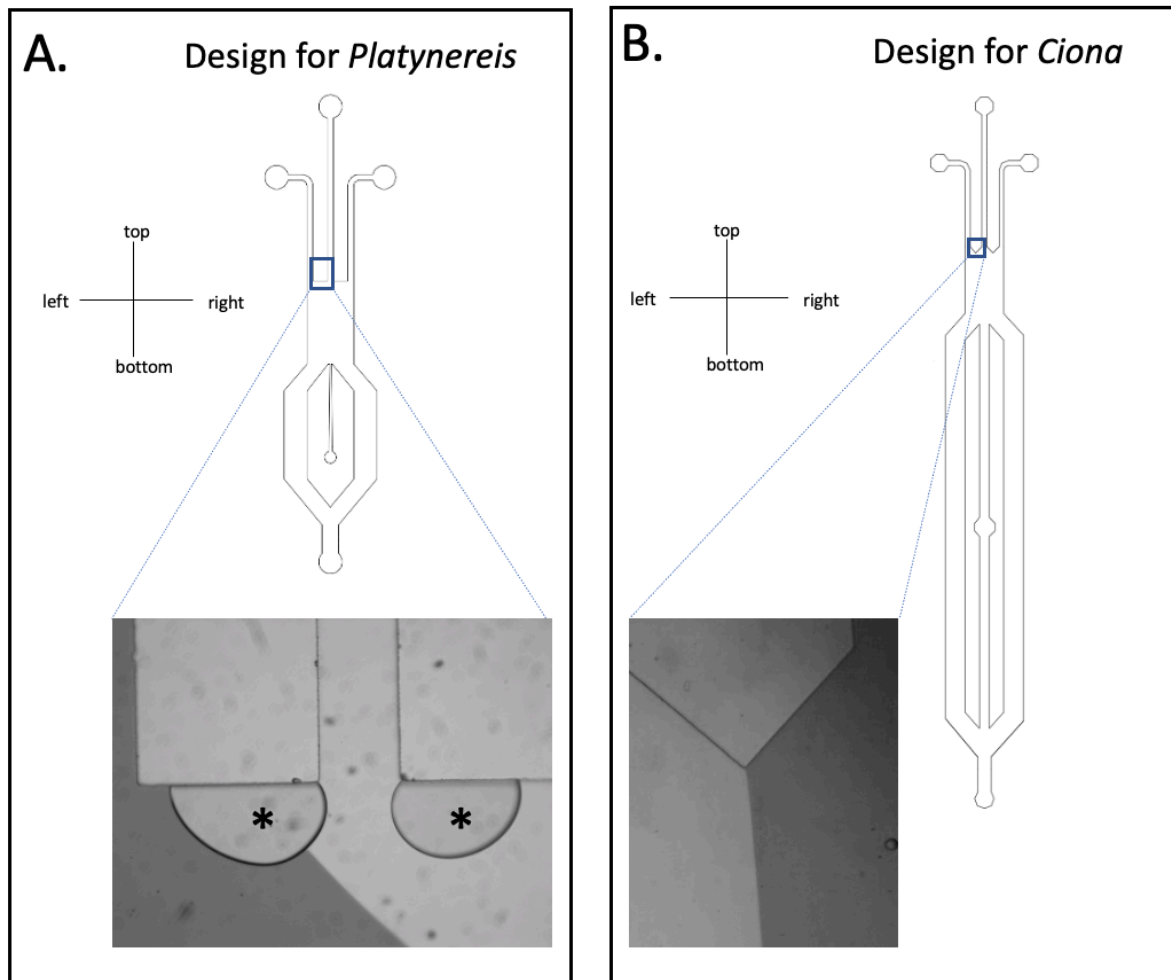 A.
Design for Platynereis
top
left
right
bottom
*
*
B.
Design for Ciona
top
left
right
bottom